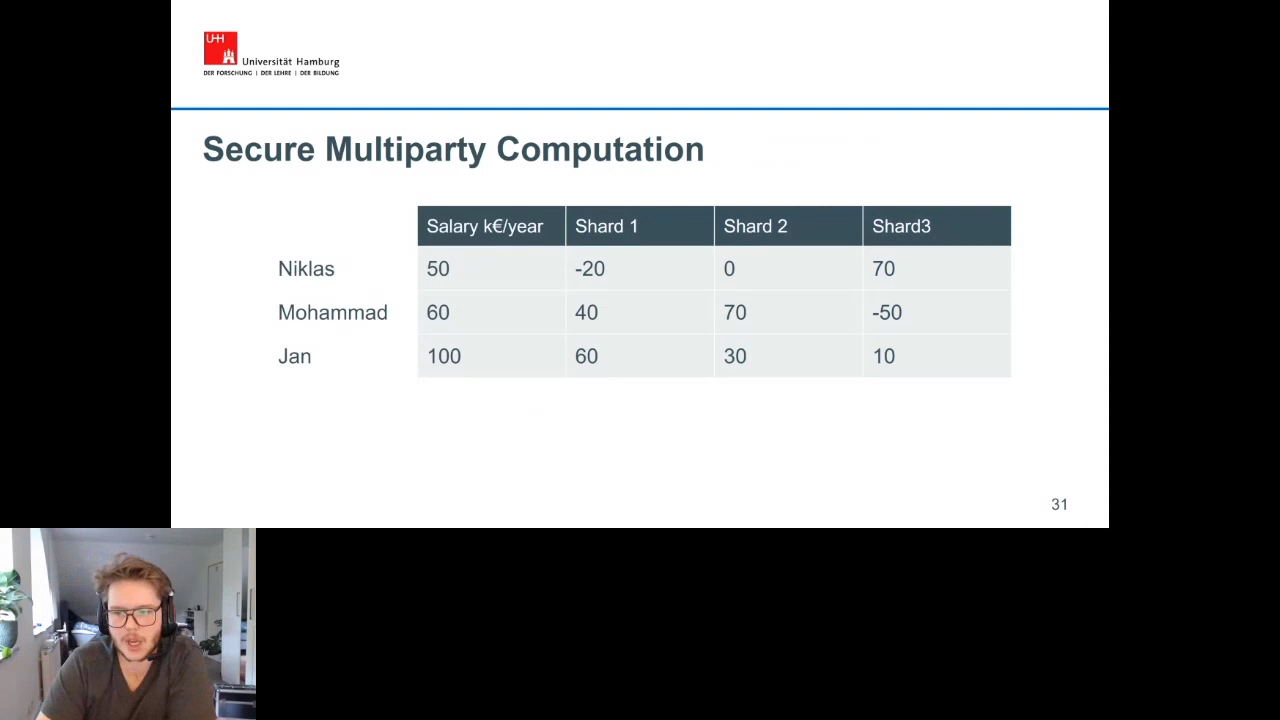 UHH
Universität Hamburg
DER FORSCHUNG | DER LEHRE | DER BILDUNG
Secure Multiparty Computation
Salary k€/year Shard 1 Shard 2 Shard3
Niklas 50 -20 0 70
Mohammad 60 40 70 -50
Jan 100 60 30 10
31